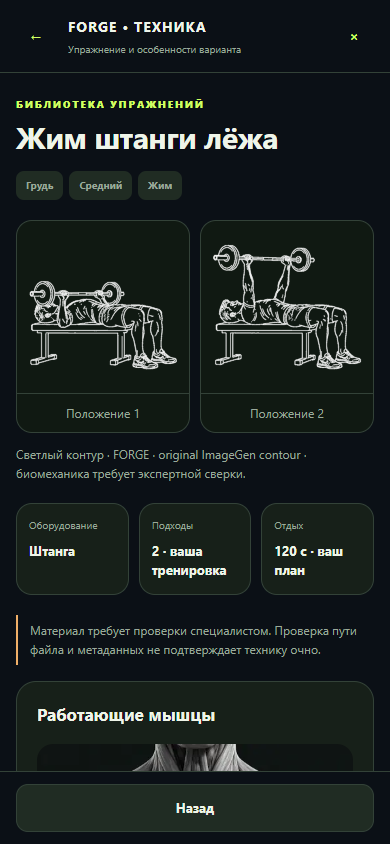 ←
FORGE • ТЕХНИКА
Упражнение и особенности варианта
×
БИБЛИОТЕКА УПРАЖНЕНИЙ
Жим штанги лёжа
Грудь
Средний
Жим
Положение 1
Положение 2
Светлый контур · FORGE · original ImageGen contour ·
биомеханика требует экспертной сверки.
Оборудование
Штанга
Подходы
2 · ваша
тренировка
Отдых
120 с · ваш
план
Материал требует проверки специалистом. Проверка пути
файла и метаданных не подтверждает технику очно.
Работающие мышцы
Назад